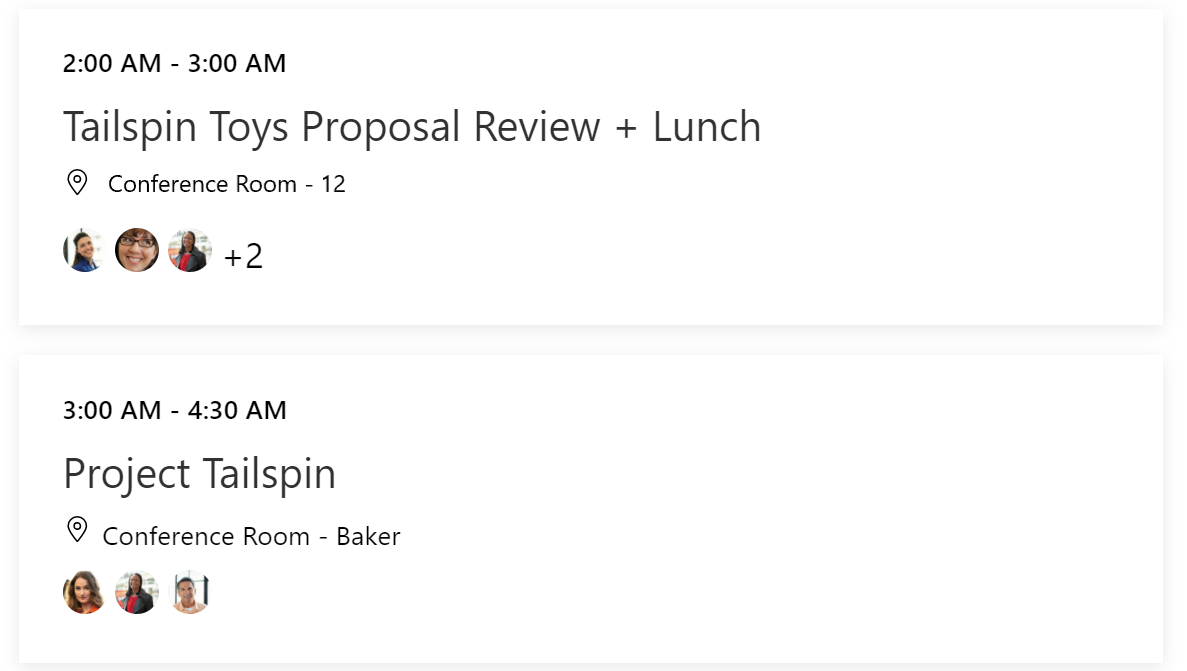 2:00 AM - 3:00 AM
Tailspin Toys Proposal Review + Lunch
Conference Room - 12
+2
3:00 AM - 4:30 AM
Project Tailspin
Conference Room - Baker